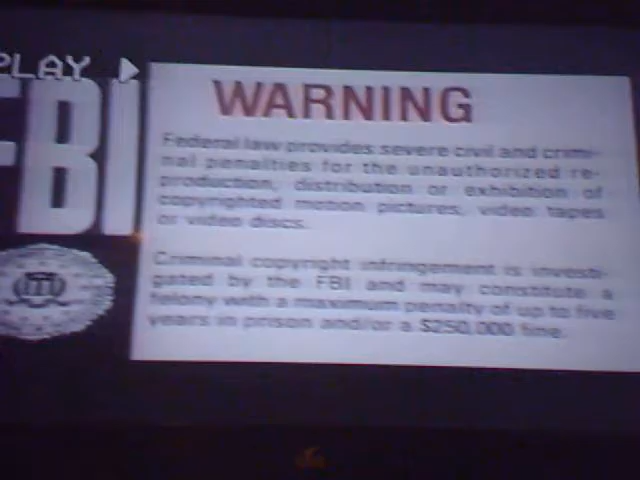 PLAY
FBI
WARNING
Federal law provides severe civil and crimi-
nal penalties for the unauthorized re-
production, distribution or exhibition of
copyrighted motion pictures, video tapes
or video discs.
Criminal copyright infringement is investi-
gated by the FBI and may constitute a
felony with a maximum penalty of up to five
years in prison and/or a $250,000 fine.